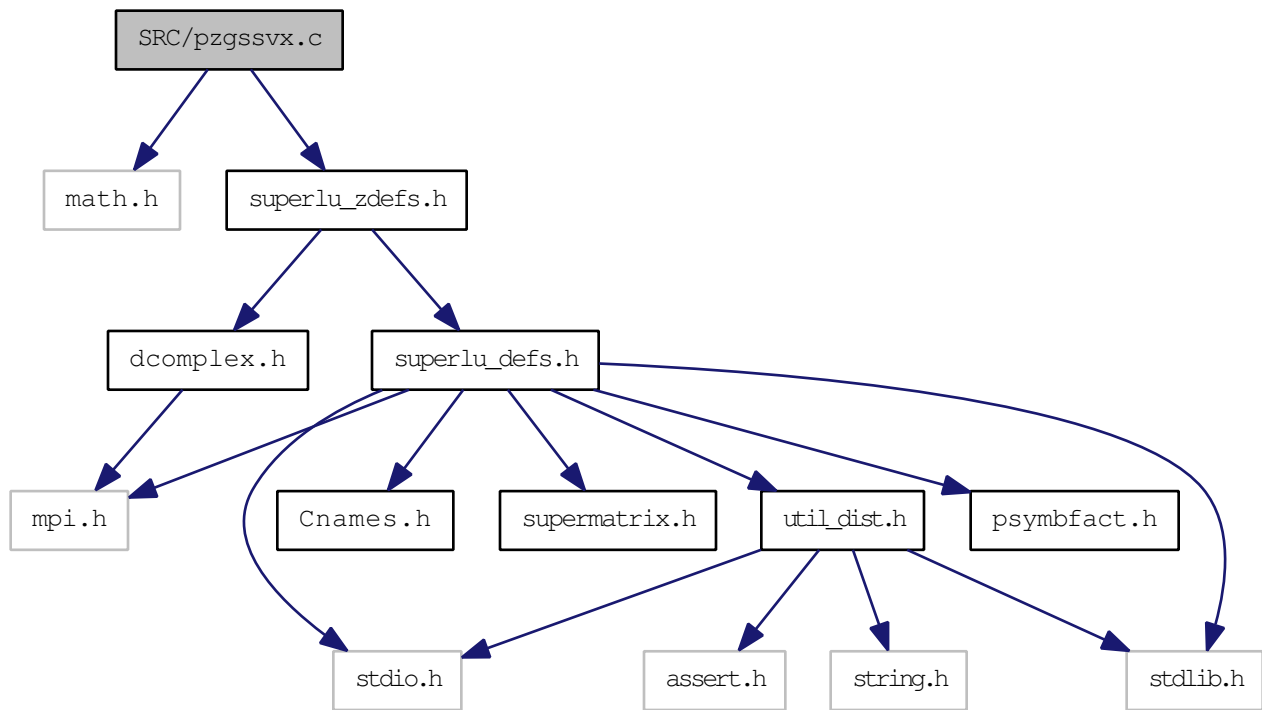 SRC/pzgssvx.c
math.h
superlu_zdefs.h
dcomplex.h
superlu_defs.h
mpi.h
Cnames.h
supermatrix.h
util_dist.h
psymbfact.h
stdio.h
assert.h
string.h
stdlib.h